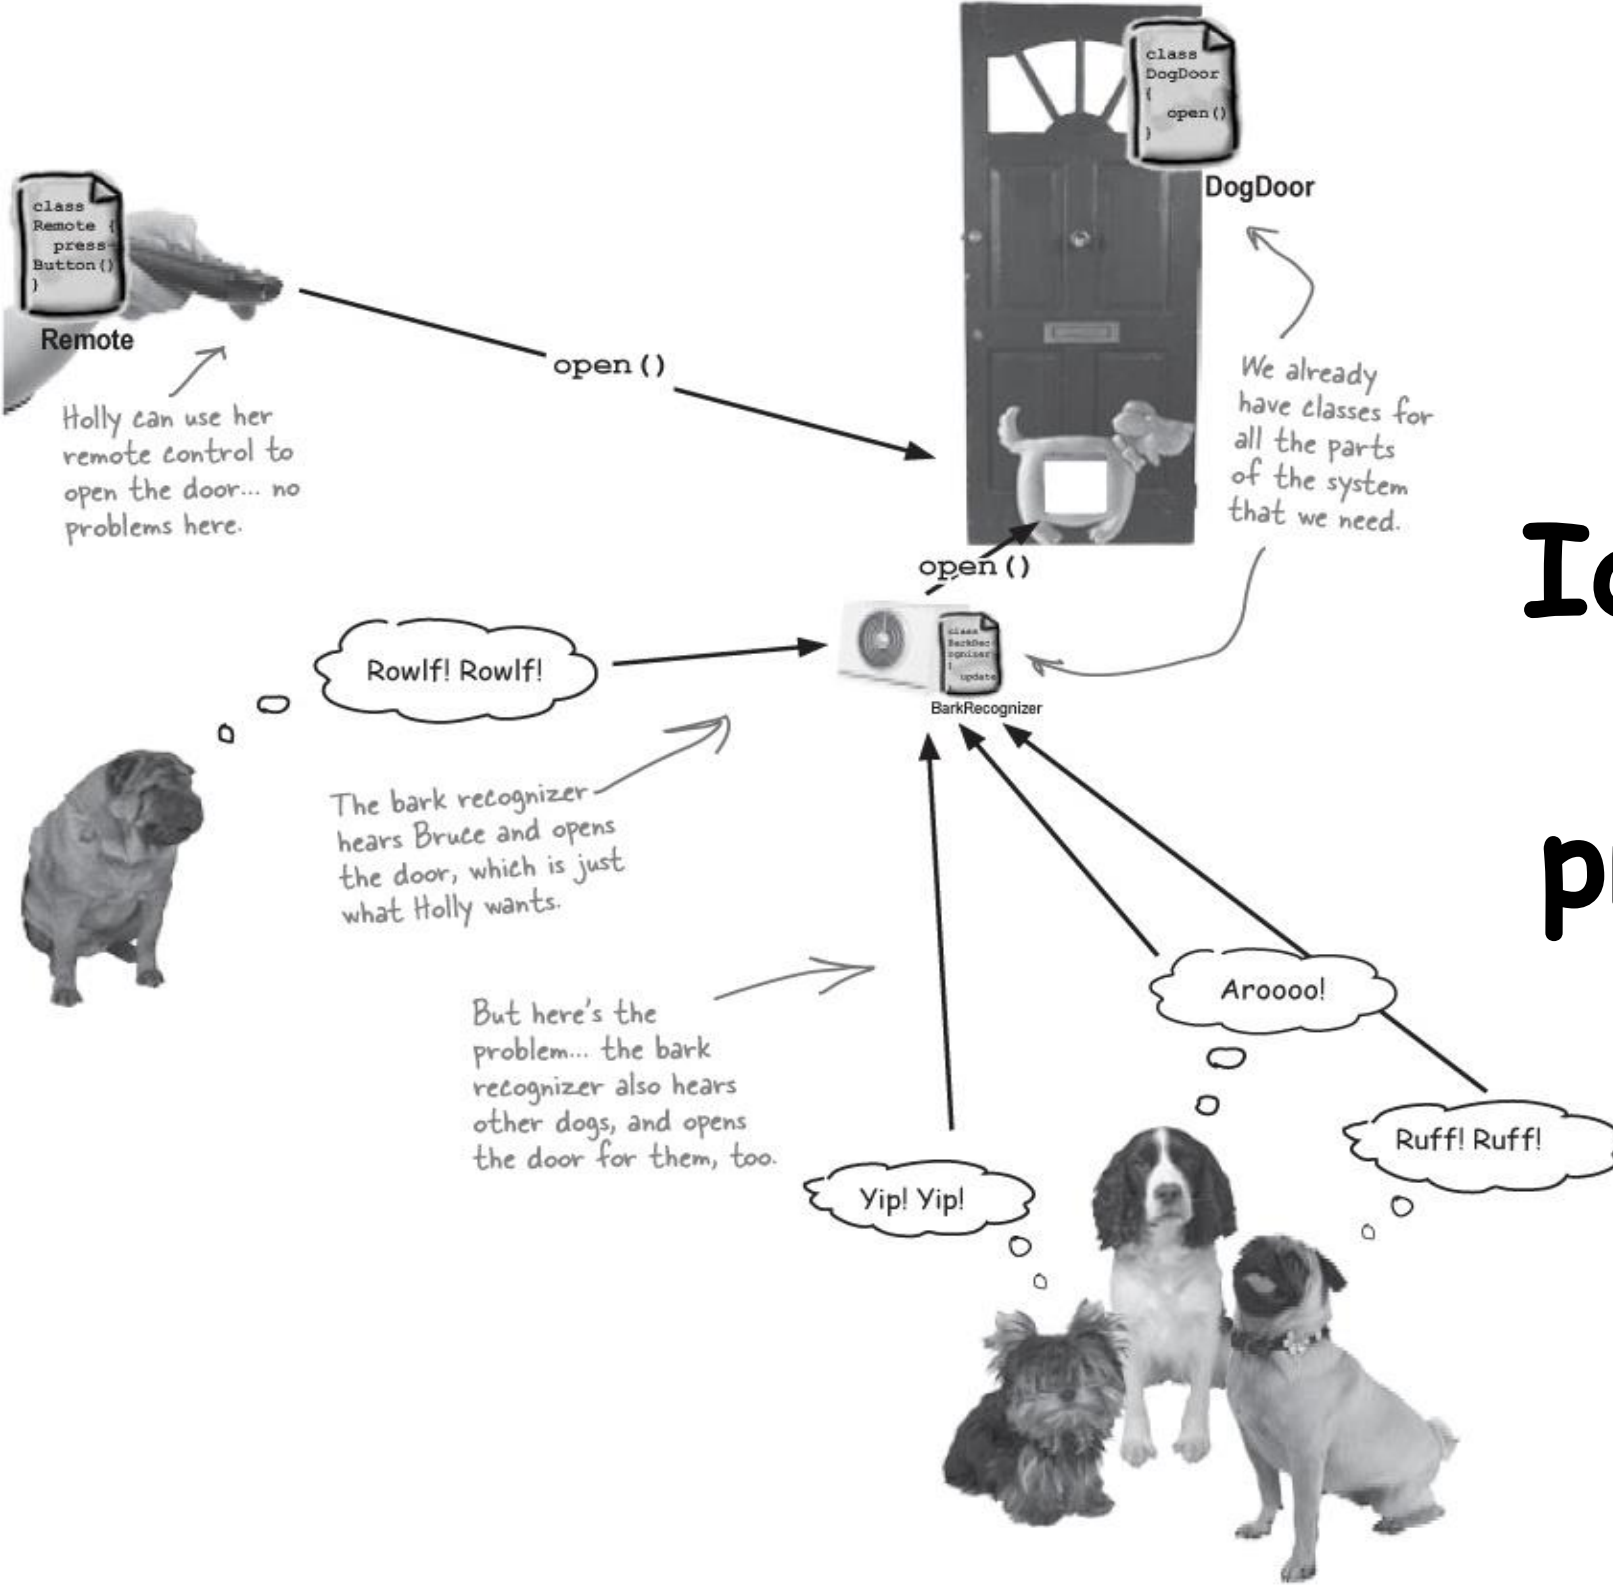 class
DogDoor
{
open()
}
DogDoor
class
Remote {
press
Button()
}
Remote
open()
Holly can use her
remote control to
open the door... no
problems here.
We already
have classes for
all the parts
of the system
that we need.
open()
Rowlf! Rowlf!
class
BarkRec-
ognizer
{
update
BarkRecognizer
The bark recognizer
hears Bruce and opens
the door, which is just
what Holly wants.
But here's the
problem... the bark
recognizer also hears
other dogs, and opens
the door for them, too.
Aroooo!
Ruff! Ruff!
Yip! Yip!